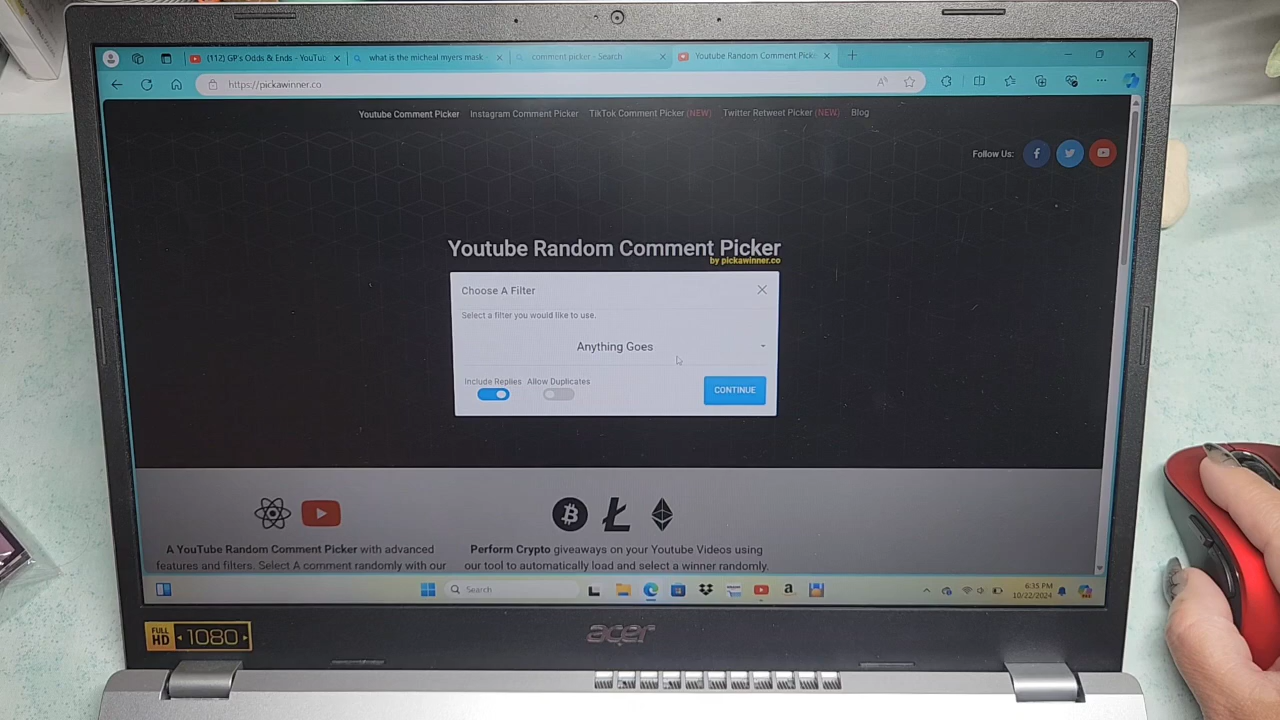 (112) GP's Odds & Ends - YouTub
what is the micheal myers mask
comment picker - Search
Youtube Random Comment Picke
https://pickawinner.co
Youtube Comment Picker
Instagram Comment Picker
TikTok Comment Picker (NEW)
Twitter Retweet Picker (NEW)
Blog
Follow Us:
Youtube Random Comment Picker
by pickawinner.co
Choose A Filter
Select a filter you would like to use.
Anything Goes
Include Replies
Allow Duplicates
CONTINUE
A YouTube Random Comment Picker with advanced
features and filters. Select A comment randomly with our
Perform Crypto giveaways on your Youtube Videos using
our tool to automatically load and select a winner randomly.
Search
6:35 PM
10/22/2024
FULL
HD
1080
acer